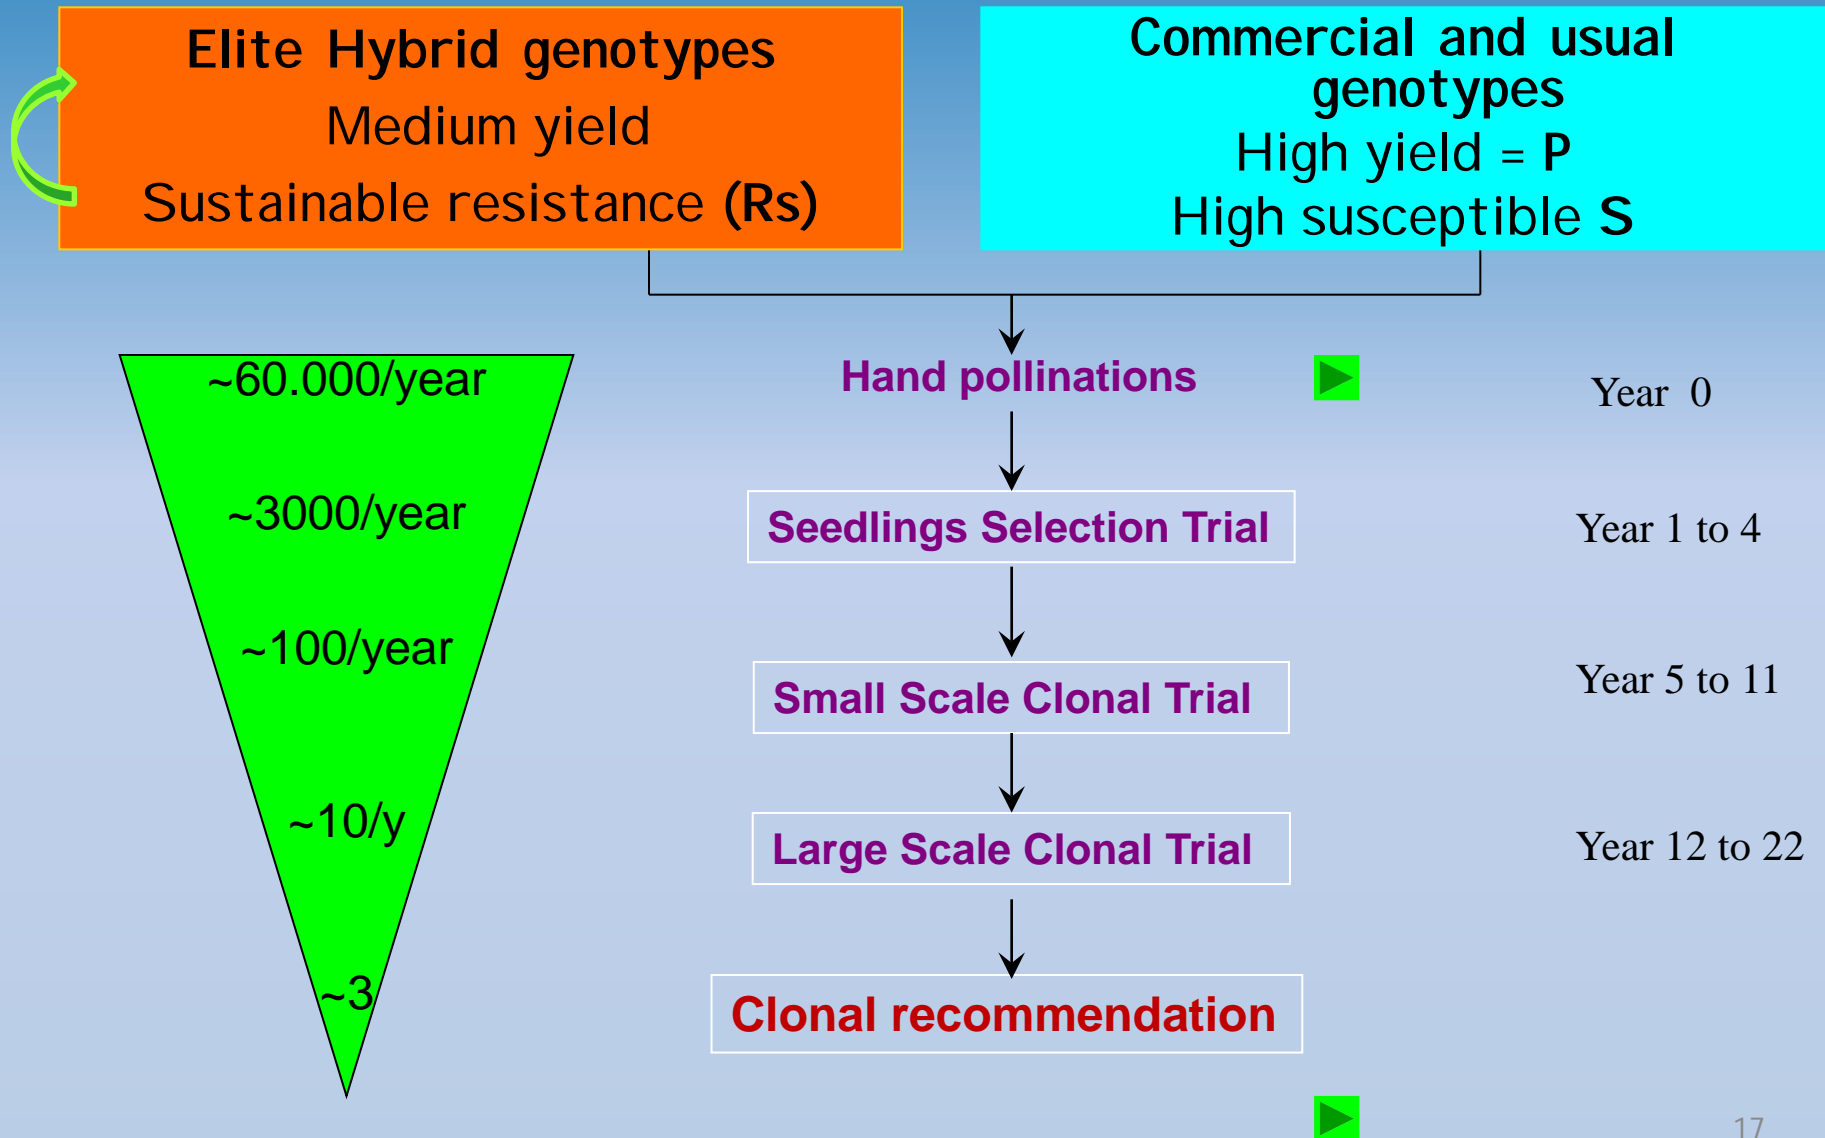 Elite Hybrid genotypes
Medium yield
Sustainable resistance (Rs)
Commercial and usual
genotypes
High yield = P
High susceptible S
~60.000/year
Hand pollinations
Year 0
~3000/year
Seedlings Selection Trial
Year 1 to 4
~100/year
Small Scale Clonal Trial
Year 5 to 11
~10/y
Large Scale Clonal Trial
Year 12 to 22
~3
Clonal recommendation
17